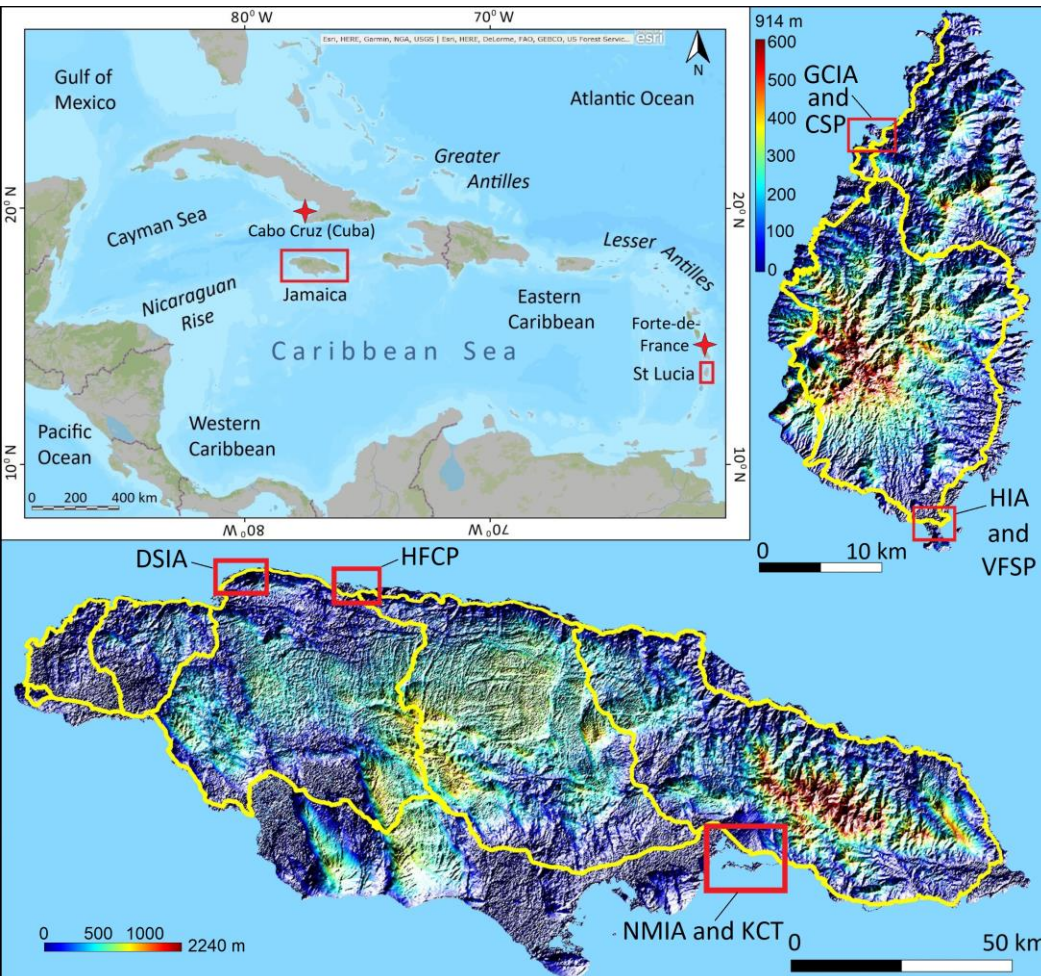 80° W
70° W
Esri, HERE, Garmin, NGA, USGS | Esri, HERE, DeLorme, FAO, GEBCO, US Forest Servic...
esri
N
Gulf of
Mexico
Atlantic Ocean
Greater
Antilles
20° N
20° N
Cayman Sea
Cabo Cruz (Cuba)
Lesser Antilles
Jamaica
Nicaraguan
Rise
Eastern
Caribbean
Forte-de-
France
Caribbean Sea
St Lucia
Western
Caribbean
Pacific
Ocean
10° N
10° N
0 200 400 km
80° W
70° W
914 m
600
500
400
300
200
100
0
GCIA
and
CSP
HIA
and
VFSP
0 10 km
DSIA
HFCP
NMIA and KCT
0 500 1000 2240 m
0 50 km